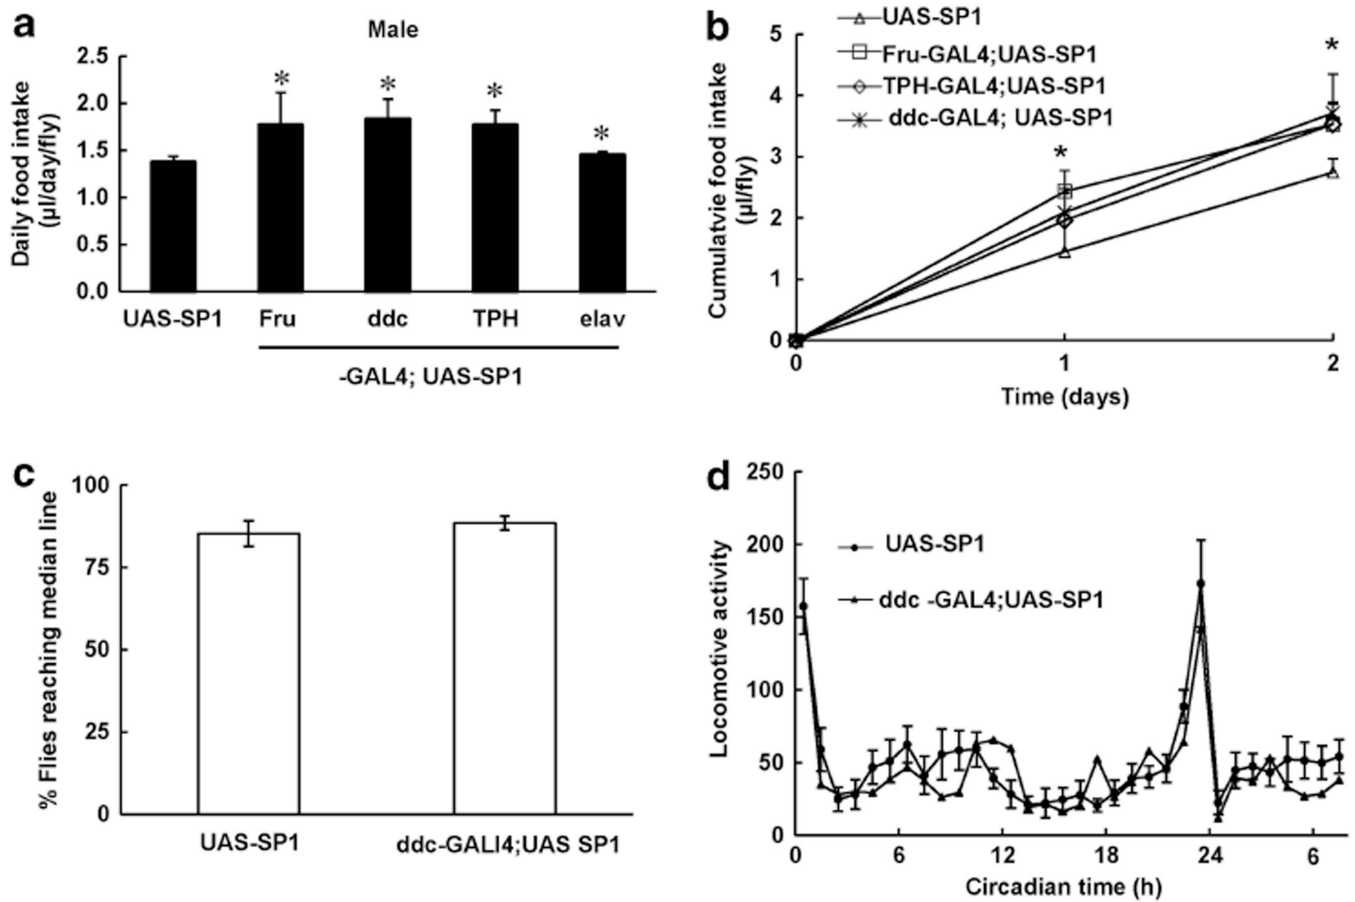 a
Male
Daily food intake
(µl/day/fly)
2.5
2.0
1.5
1.0
0.5
0.0
* * * *
UAS-SP1 Fru ddc TPH elav
-GAL4; UAS-SP1
b
UAS-SP1
Fru-GAL4;UAS-SP1
TPH-GAL4;UAS-SP1
ddc-GAL4; UAS-SP1
Cumulatvie food intake
(µl/fly)
5
4
3
2
1
0
* *
0 1 2
Time (days)
c
% Flies reaching median line
100
75
50
25
0
UAS-SP1 ddc-GALI4;UAS SP1
d
Locomotive activity
250
200
150
100
50
0
UAS-SP1
ddc -GAL4;UAS-SP1
0 6 12 18 24 6
Circadian time (h)